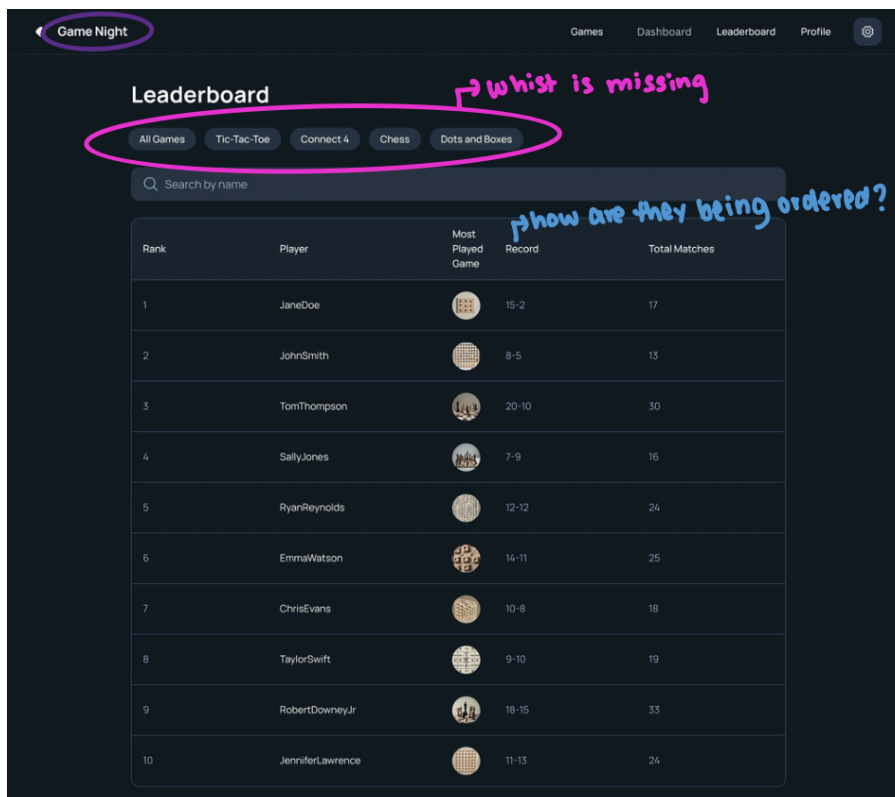 Game Night
Games Dashboard Leaderboard Profile
Leaderboard
whist is missing
All Games Tic-Tac-Toe Connect 4 Chess Dots and Boxes
Search by name
how are they being ordered?
Rank Player Most Played Game Record Total Matches
1 JaneDoe 15-2 17
2 JohnSmith 8-5 13
3 TomThompson 20-10 30
4 SallyJones 7-9 16
5 RyanReynolds 12-12 24
6 EmmaWatson 14-11 25
7 ChrisEvans 10-8 18
8 TaylorSwift 9-10 19
9 RobertDowneyJr 18-15 33
10 JenniferLawrence 11-13 24